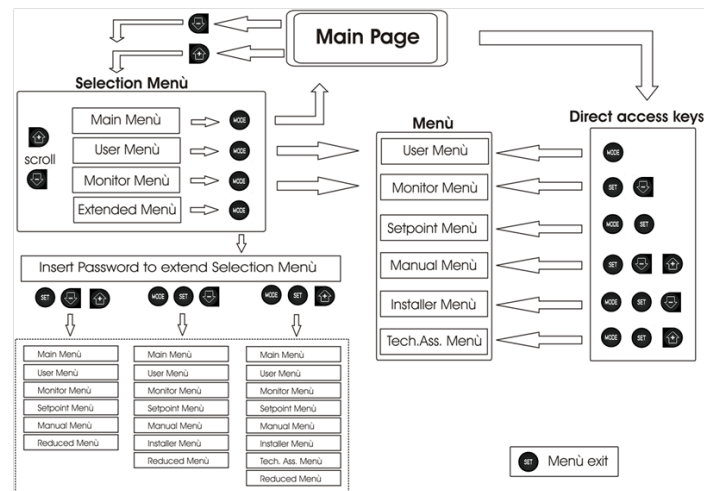 Main Page
Selection Menù
Main Menù
MODE
User Menù
MODE
Monitor Menù
MODE
Extended Menù
MODE
scroll
Menù
User Menù
Monitor Menù
Setpoint Menù
Manual Menù
Installer Menù
Tech.Ass. Menù
Direct access keys
MODE
SET
MODE SET
SET
MODE SET
MODE SET
Insert Password to extend Selection Menù
SET
MODE SET
MODE SET
Main Menù
User Menù
Monitor Menù
Setpoint Menù
Manual Menù
Reduced Menù
Main Menù
User Menù
Monitor Menù
Setpoint Menù
Manual Menù
Installer Menù
Reduced Menù
Main Menù
User Menù
Monitor Menù
Setpoint Menù
Manual Menù
Installer Menù
Tech. Ass. Menù
Reduced Menù
SET Menù exit